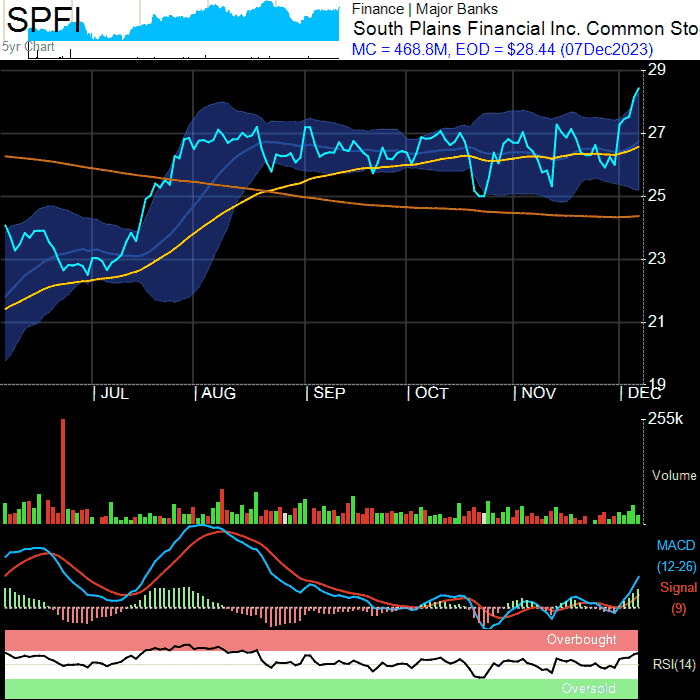 SPFI
5yr Chart
Finance | Major Banks
South Plains Financial Inc. Common Sto
MC = 468.8M, EOD = $28.44 (07Dec2023)
29
27
25
23
21
19
JUL AUG SEP OCT NOV DEC
255k
Volume
MACD
(12-26)
Signal
(9)
Overbought
RSI(14)
Oversold